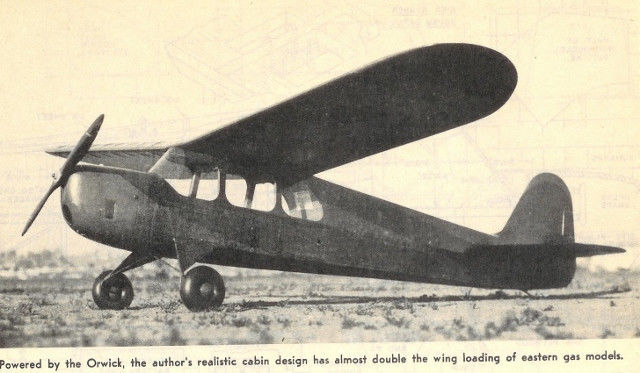 Powered by the Orwick, the author's realistic cabin design has almost double the wing loading of eastern gas models.